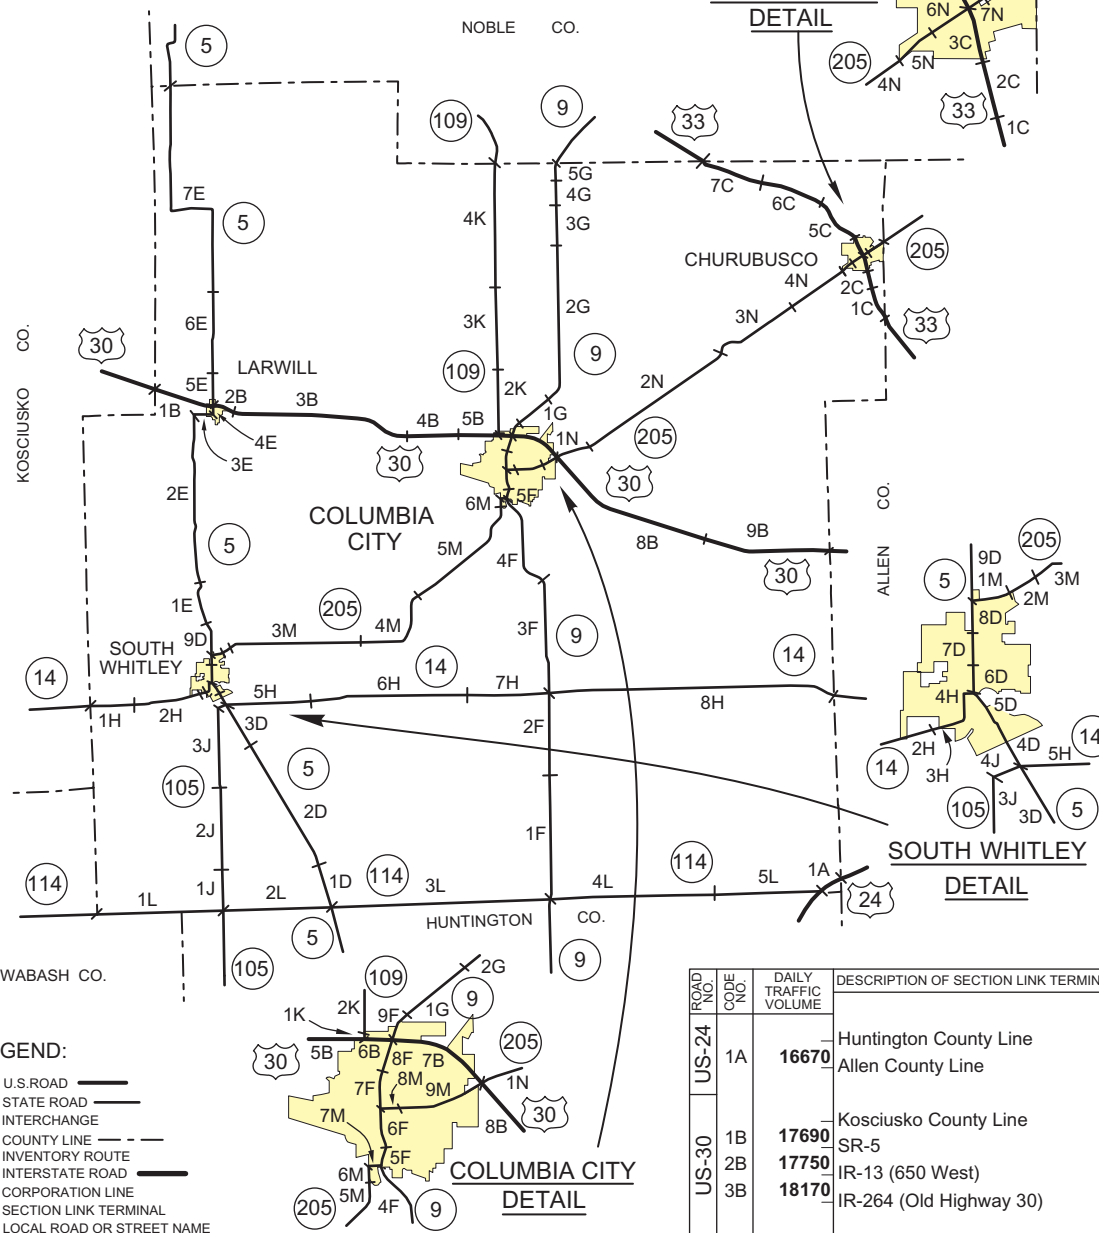 DETAIL
6N
7N
3C
5N
205
4N
2C
33
1C
5
NOBLE CO.
109
9
33
7C
6C
5C
205
5G
4G
3G
4K
7E
5
CHURUBUSCO
4N
2C
1C
33
2G
3N
3K
9
6E
KOSCIUSKO CO.
30
LARWILL
109
2N
5E
2B
3B
2K
1B
4B
5B
1G
1N
205
4E
3E
30
30
2E
6M
5F
COLUMBIA
CITY
5M
4F
8B
9B
30
ALLEN CO.
5
205
9D
1M
3M
5
2M
8D
7D
6D
4H
5D
2H
3H
4D
5H
14
14
4J
3J
105
3D
5
SOUTH WHITLEY
DETAIL
1E
205
3F
9
3M
4M
9D
SOUTH
WHITLEY
14
14
14
5H
6H
7H
8H
1H
2H
3D
2F
3J
5
105
2D
2J
1F
114
1J
1D
114
3L
4L
114
5L
1A
24
1L
2L
HUNTINGTON CO.
5
105
9
WABASH CO.
109
2G
9
1K
2K
9F
1G
205
30
5B
6B
8F
7B
8M
9M
1N
7F
7M
6F
8B
30
5F
6M
5M
4F
205
9
COLUMBIA CITY
DETAIL
GEND:
U.S.ROAD
STATE ROAD
INTERCHANGE
COUNTY LINE
INVENTORY ROUTE
INTERSTATE ROAD
CORPORATION LINE
SECTION LINK TERMINAL
LOCAL ROAD OR STREET NAME
ROAD NO. CODE NO. DAILY TRAFFIC VOLUME DESCRIPTION OF SECTION LINK TERMIN
US-24
Huntington County Line
1A 16670
Allen County Line
US-30
Kosciusko County Line
1B 17690
SR-5
2B 17750
IR-13 (650 West)
3B 18170
IR-264 (Old Highway 30)